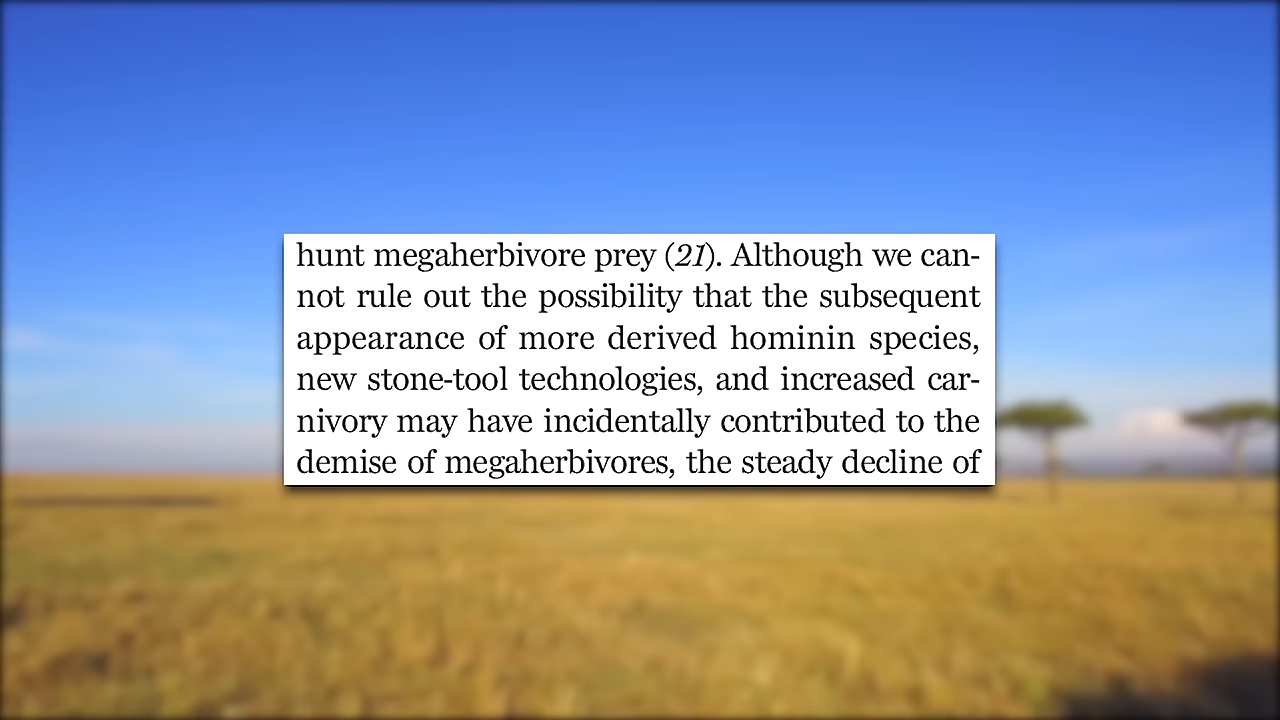 hunt megaherbivore prey (21). Although we can-
not rule out the possibility that the subsequent
appearance of more derived hominin species,
new stone-tool technologies, and increased car-
nivory may have incidentally contributed to the
demise of megaherbivores, the steady decline of